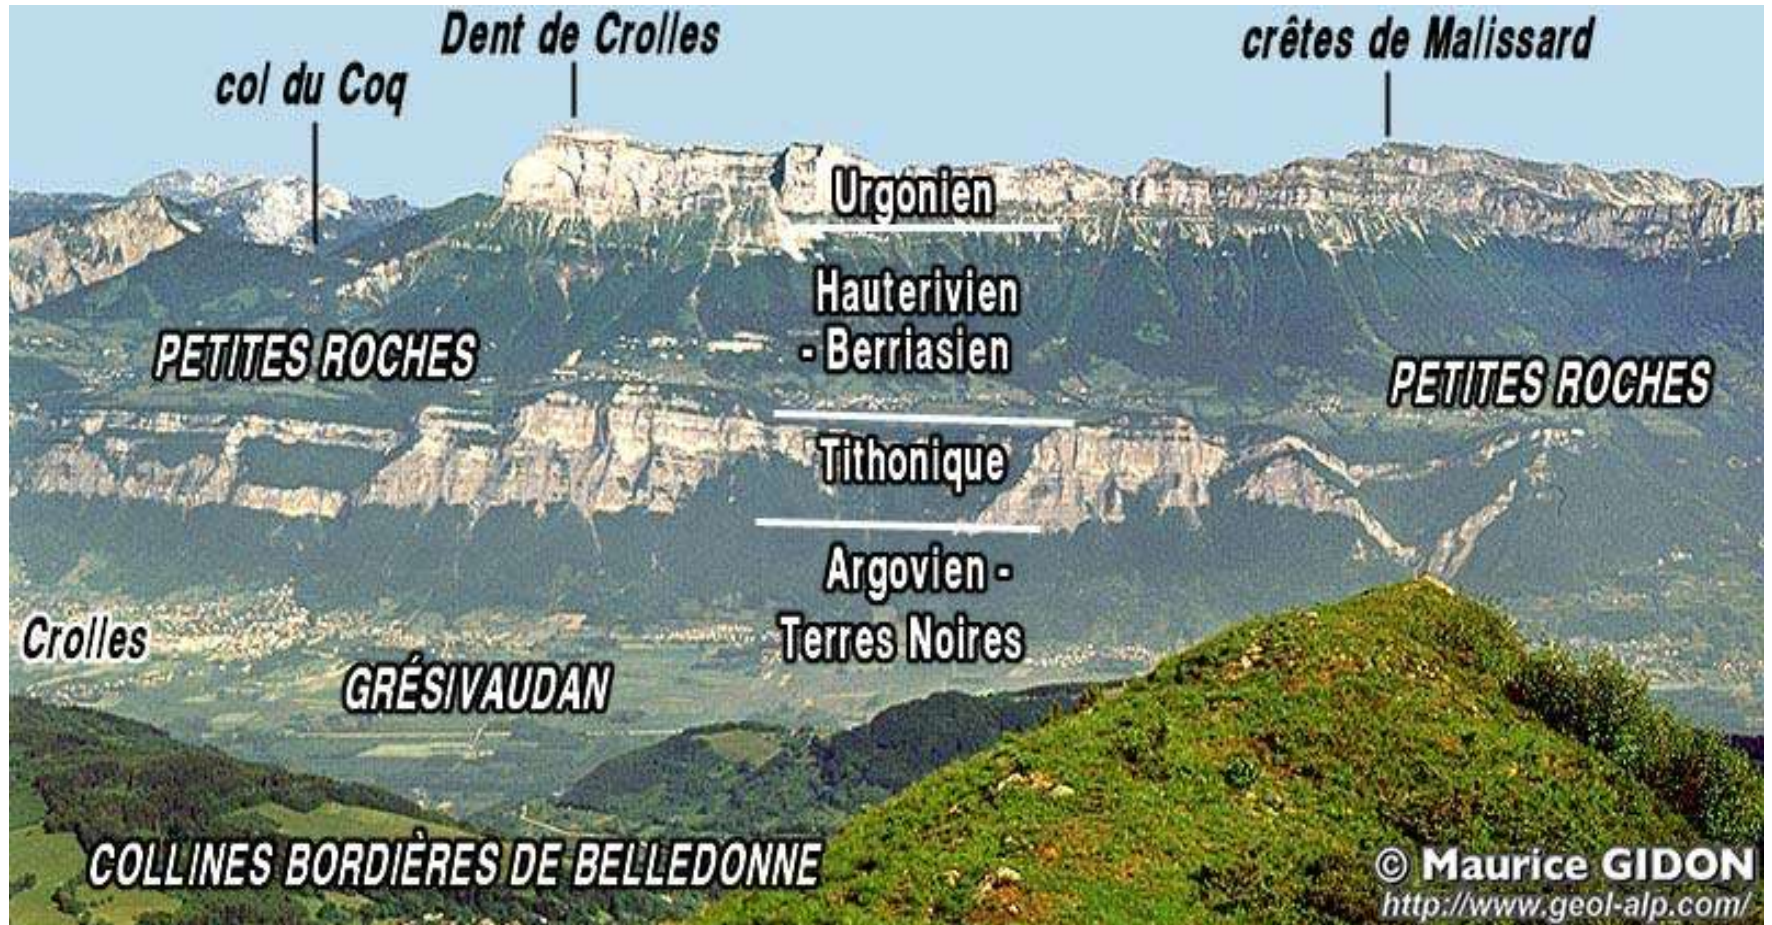 Dent de Crolles
crêtes de Malissard
col du Coq
Urgonien
Hauterivien
- Berriasien
PETITES ROCHES
PETITES ROCHES
Tithonique
Argovien -
Terres Noires
Crolles
GRÉSIVAUDAN
COLLINES BORDIÈRES DE BELLEDONNE
© Maurice GIDON
http://www.geol-alp.com/